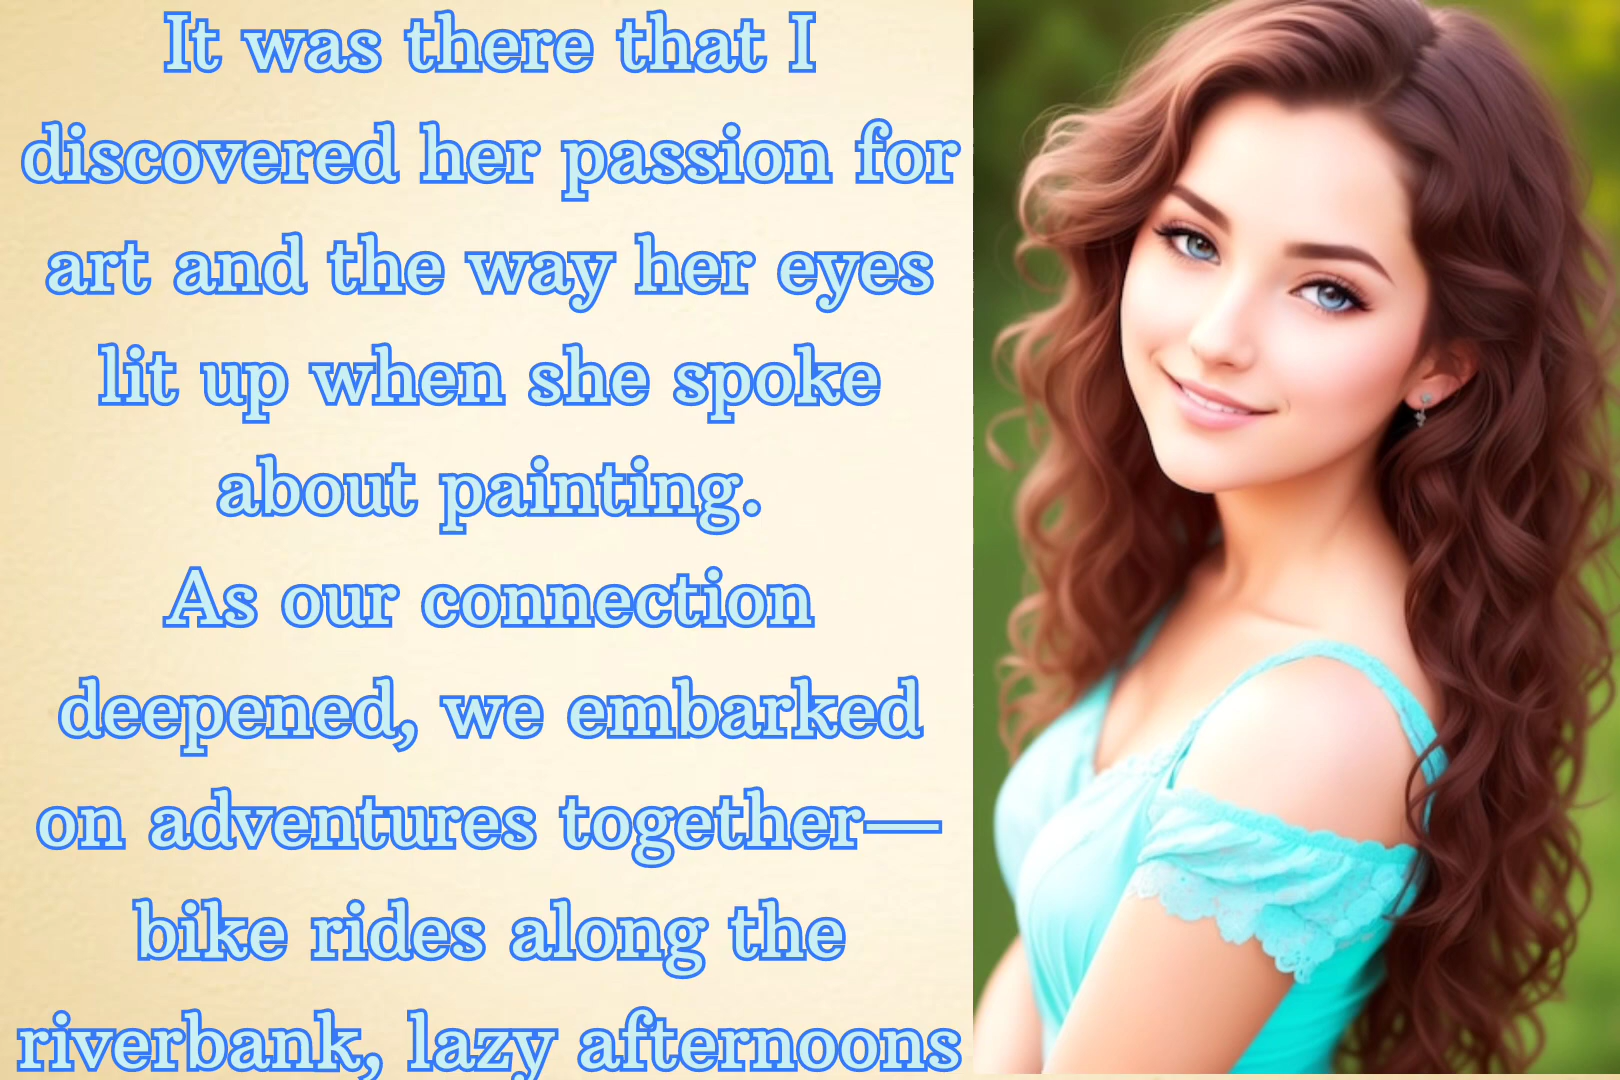 It was there that I
discovered her passion for
art and the way her eyes
lit up when she spoke
about painting.
As our connection
deepened, we embarked
on adventures together—
bike rides along the
riverbank, lazy afternoons